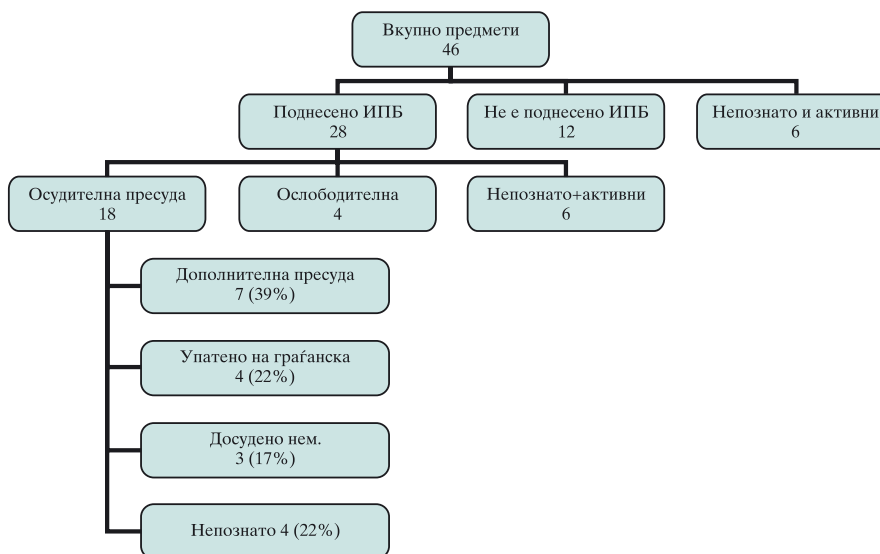 Вкупно предмети
46
Поднесено ИПБ
28
Не е поднесено ИПБ
12
Непознато и активни
6
Осудителна пресуда
18
Ослободителна
4
Непознато+активни
6
Дополнителна пресуда
7 (39%)
Упатено на граѓанска
4 (22%)
Досудено нем.
3 (17%)
Непознато 4 (22%)